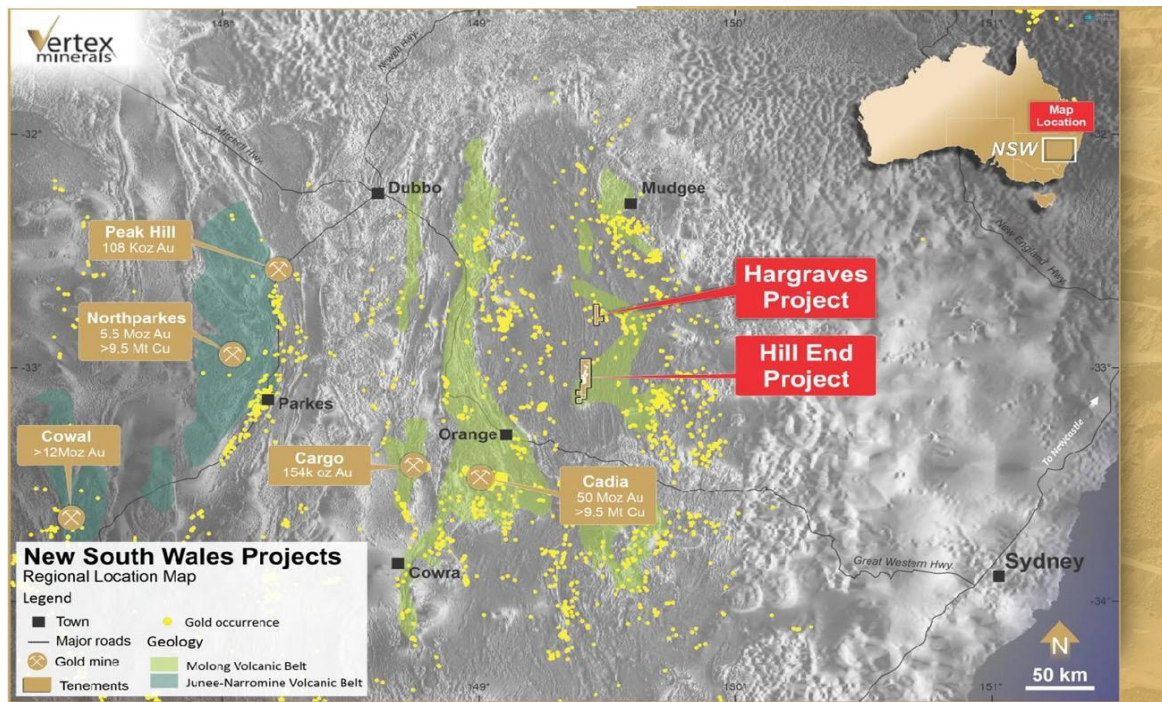 Vertex
minerals
148°
149°
150°
151°
Newell Hwy.
Map
Location
NSW
-32°
Mitchell Hwy.
Dubbo
Mudgee
New England Hwy.
Peak Hill
108 Koz Au
Hargraves
Project
Northparkes
5.5 Moz Au
>9.5 Mt Cu
Hill End
Project
-33°
-33°
Parkes
To Newcastle
Cowal
>12Moz Au
Orange
Cargo
154k oz Au
Cadia
50 Moz Au
>9.5 Mt Cu
Great Western Hwy.
Sydney
Cowra
New South Wales Projects
Regional Location Map
Legend
Town
Gold occurrence
Major roads
Geology
Gold mine
Molong Volcanic Belt
Tenements
Junee-Narromine Volcanic Belt
N
50 km
-34°
149°
150°
151°